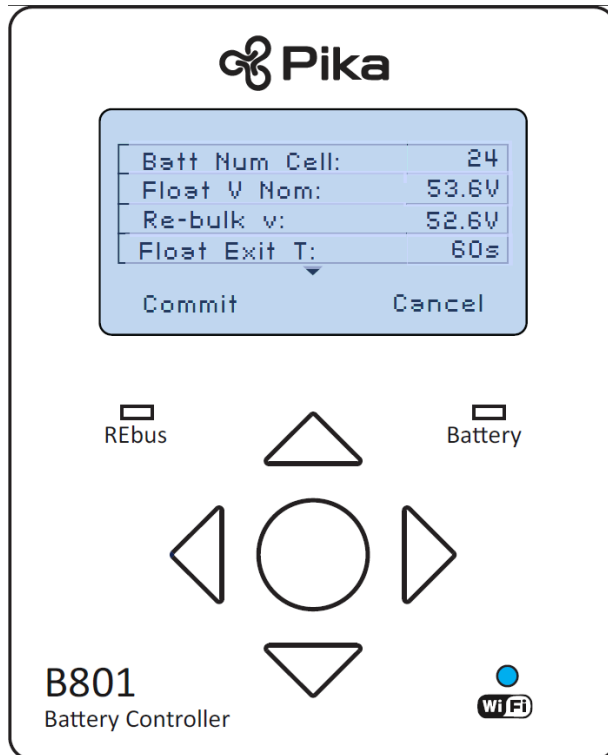 Pika
Batt Num Cell: 24
Float V Nom: 53.6V
Re-bulk v: 52.6V
Float Exit T: 60s
Commit Cancel
REbus Battery
B801
Battery Controller
WiFi